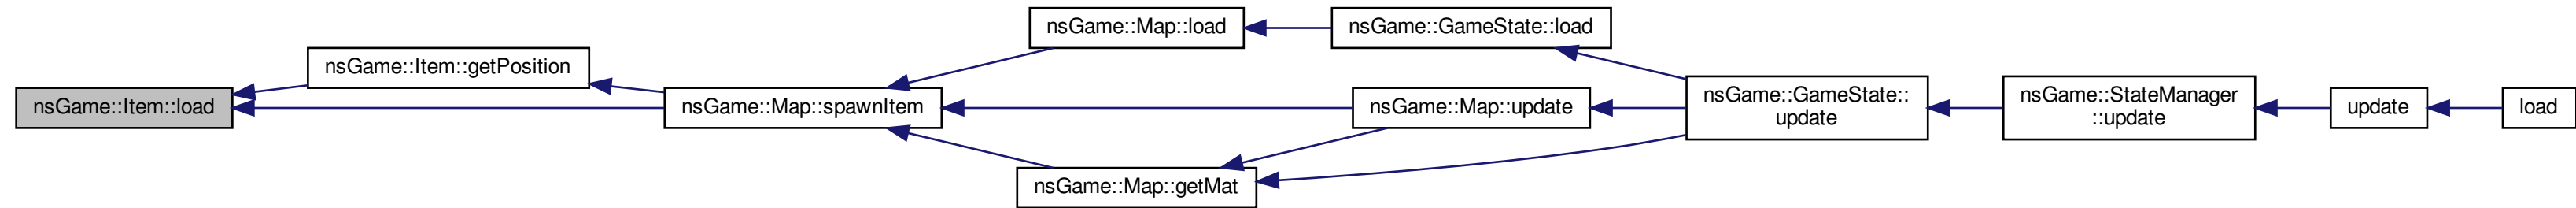 nsGame::Item::load
nsGame::Item::getPosition
nsGame::Map::spawnItem
nsGame::Map::load
nsGame::Map::getMat
nsGame::GameState::load
nsGame::Map::update
nsGame::GameState::
update
nsGame::StateManager
::update
update
load